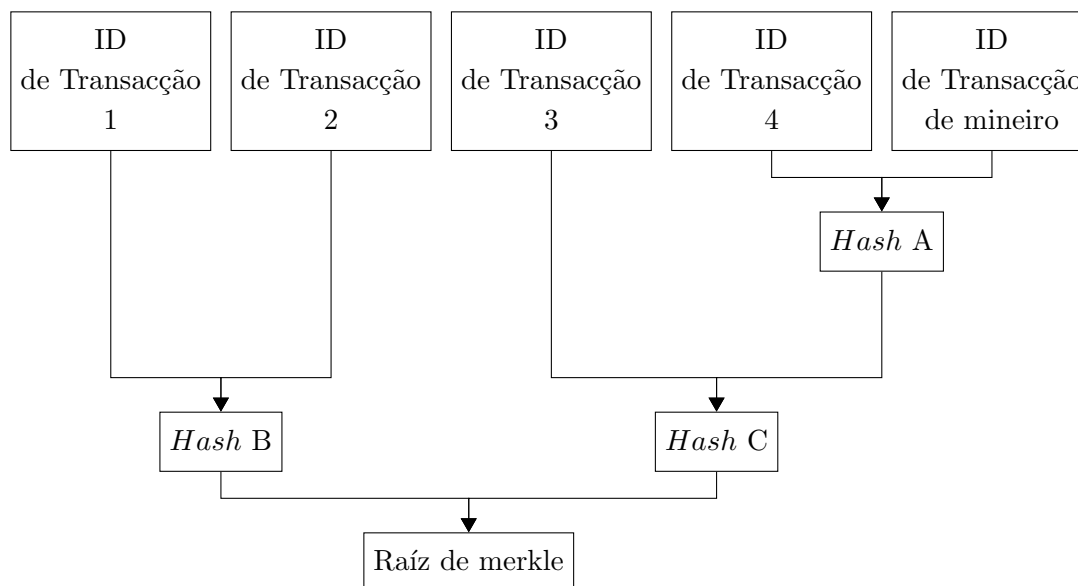 ID
de Transacção
1
ID
de Transacção
2
ID
de Transacção
3
ID
de Transacção
4
ID
de Transacção
de mineiro
Hash A
Hash B
Hash C
Raíz de merkle